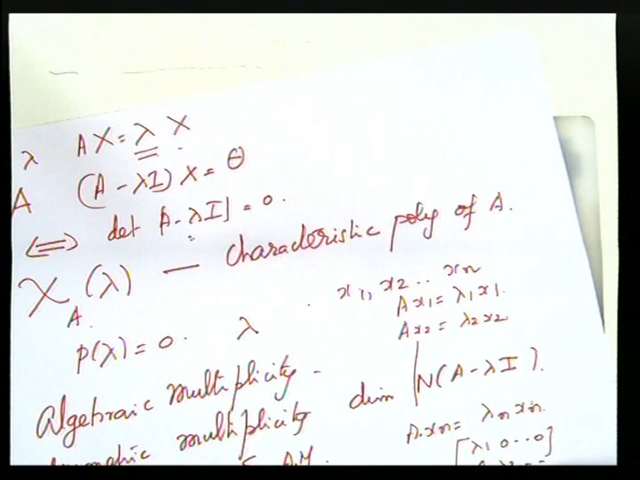 λ AX = λ X
A (A - λI) X = θ
⟺ det |A - λI| = 0.
χ_A (λ) — characteristic poly of A.
x₁, x₂ .. xₙ
A x₁ = λ₁ x₁.
A x₂ = λ₂ x₂
p(λ) = 0. λ
Algebraic multiplicity -
dim N(A - λI).
multiplicity
A xₙ = λₙ xₙ.
[λ₁ 0 .. 0]
A.M.